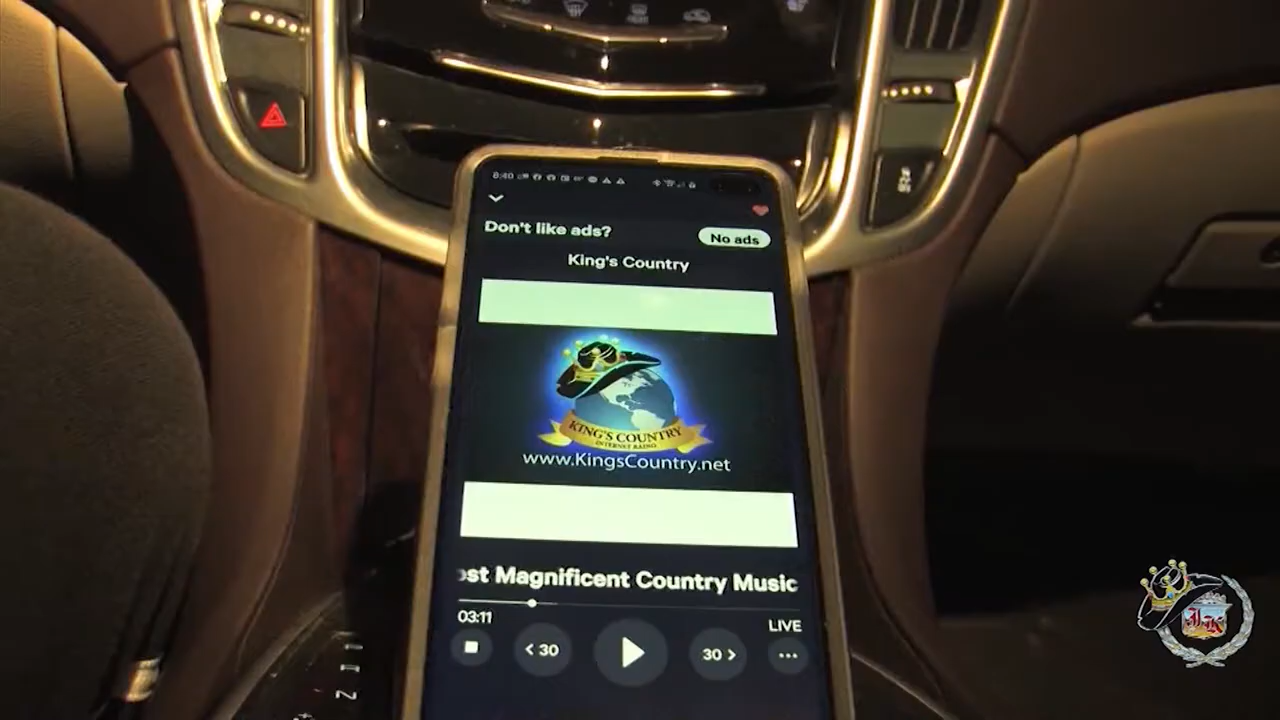 8:40
Don't like ads?
No ads
King's Country
KING'S COUNTRY
INTERNET RADIO
www.KingsCountry.net
ost Magnificent Country Music
03:11
LIVE
< 30
30 >
N
JK